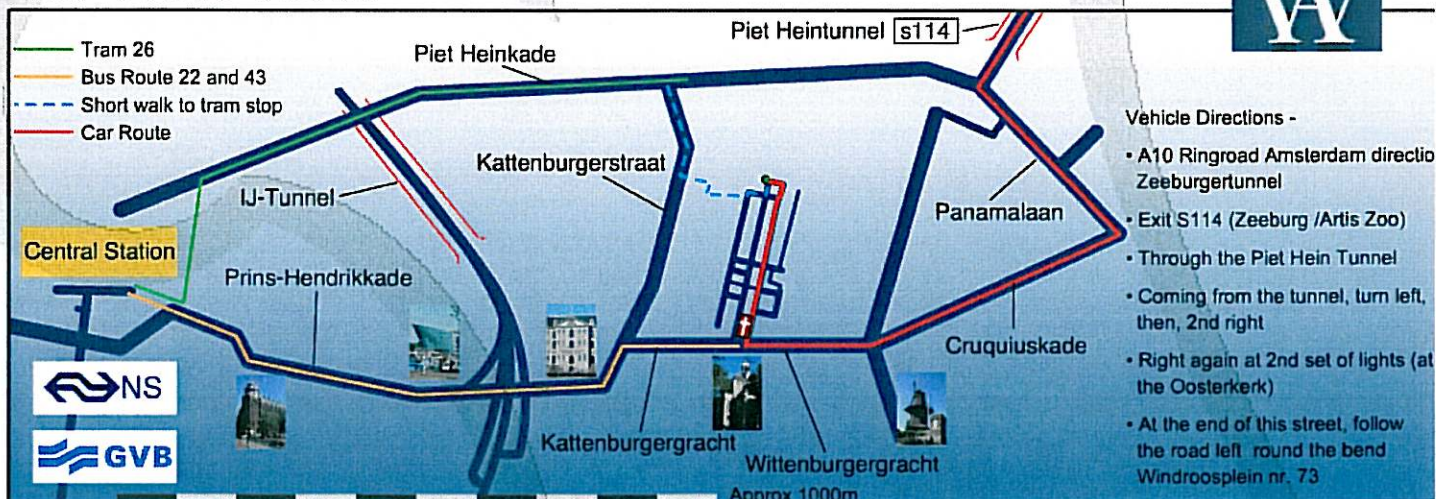 Tram 26
Bus Route 22 and 43
Short walk to tram stop
Car Route
Piet Heinkade
Piet Heintunnel s114
Kattenburgerstraat
IJ-Tunnel
Panamalaan
Central Station
Prins-Hendrikkade
Cruquiuskade
Kattenburgergracht
Wittenburgergracht
Approx 1000m
NS
GVB
Vehicle Directions -
• A10 Ringroad Amsterdam directio
Zeeburgertunnel
• Exit S114 (Zeeburg /Artis Zoo)
• Through the Piet Hein Tunnel
• Coming from the tunnel, turn left,
then, 2nd right
• Right again at 2nd set of lights (at
the Oosterkerk)
• At the end of this street, follow
the road left round the bend
Windroosplein nr. 73